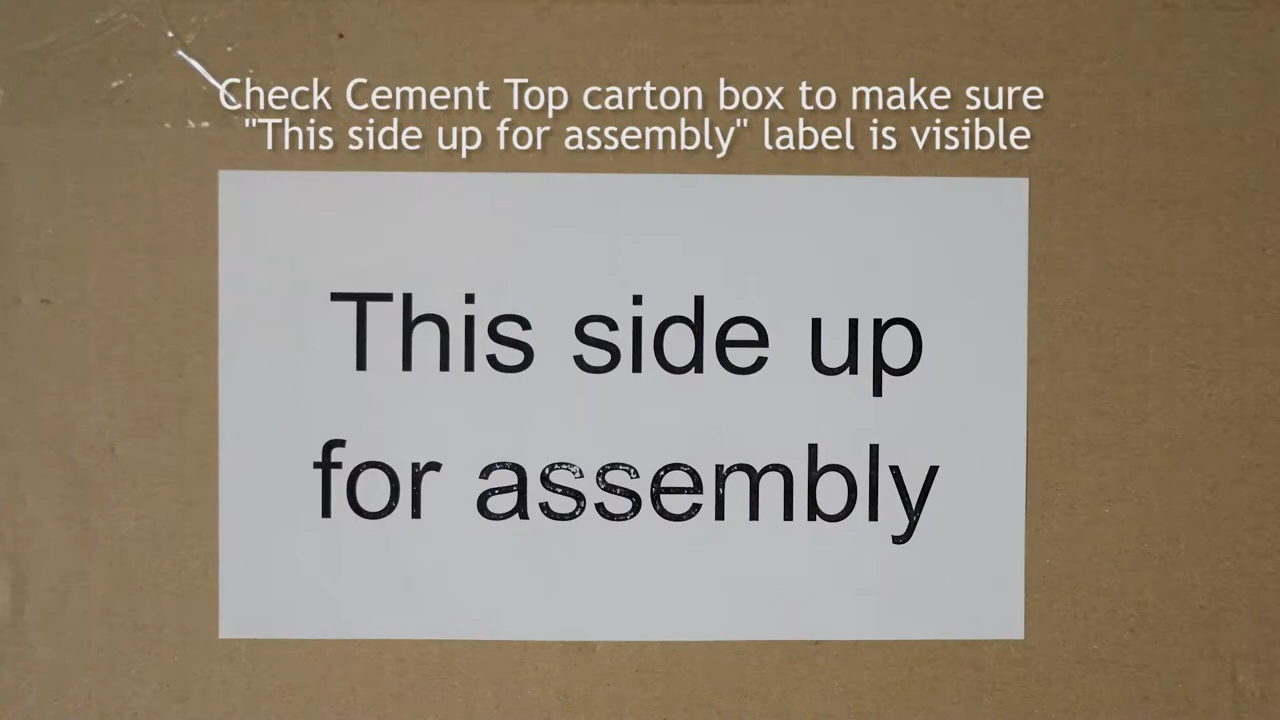 Check Cement Top carton box to make sure
"This side up for assembly" label is visible
This side up
for assembly